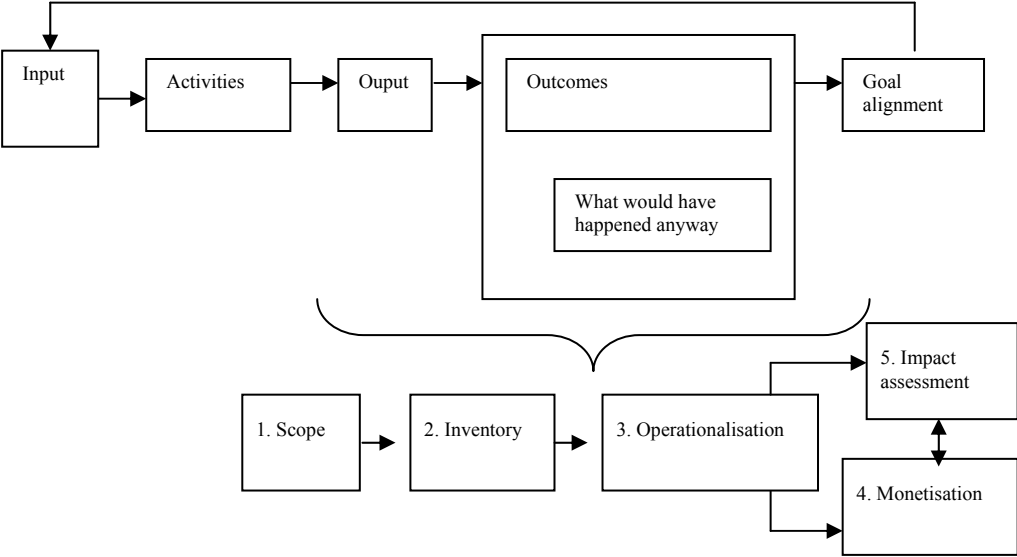 Input
Activities
Ouput
Outcomes
Goal
alignment
What would have
happened anyway
1. Scope
2. Inventory
3. Operationalisation
5. Impact
assessment
4. Monetisation